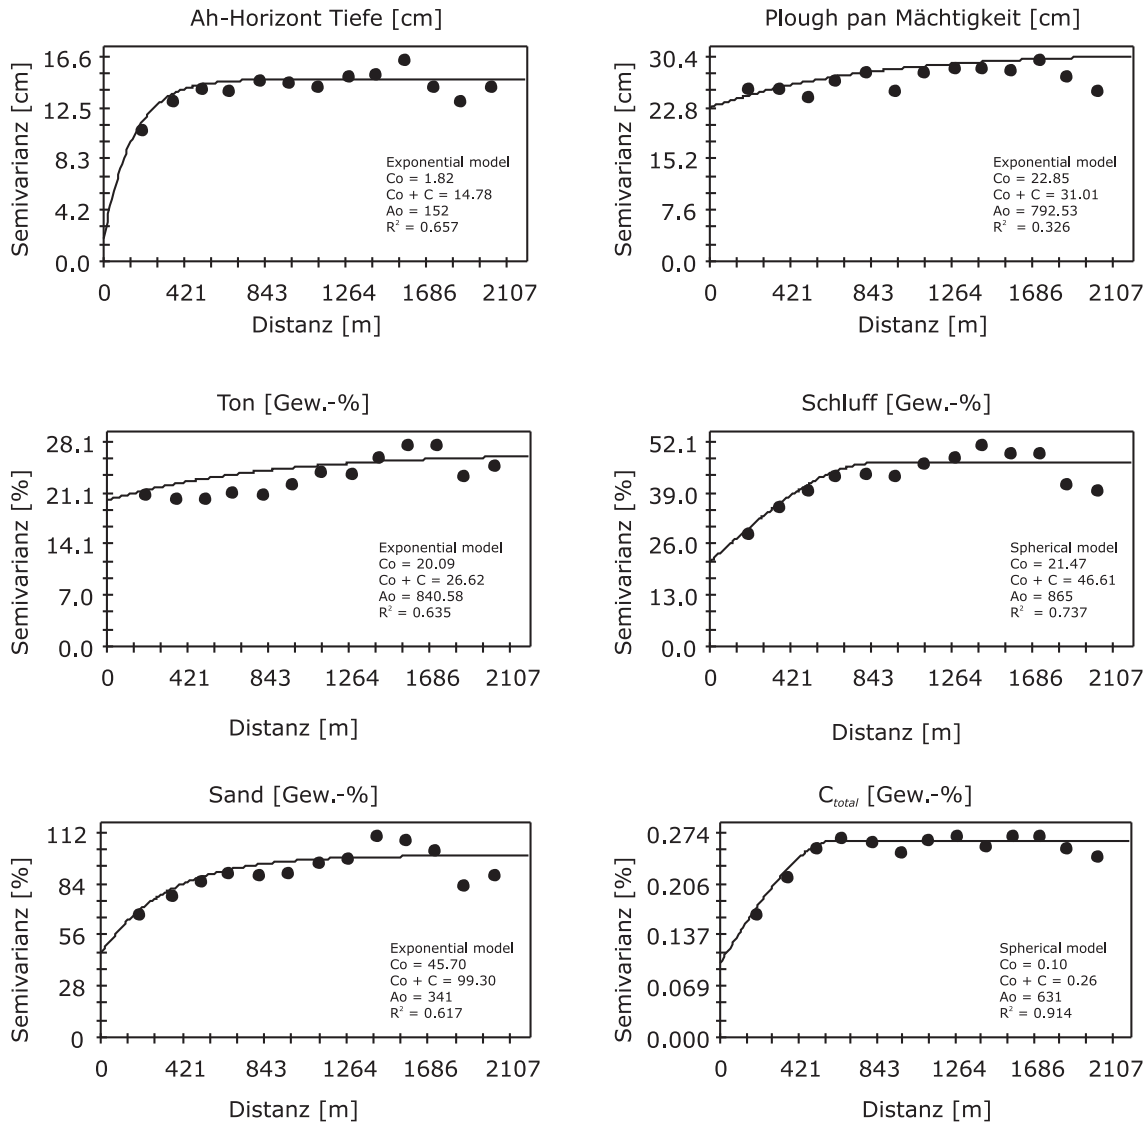 Ah-Horizont Tiefe [cm]
Semivarianz [cm]
16.6
12.5
8.3
4.2
0.0
Exponential model
Co = 1.82
Co + C = 14.78
Ao = 152
R² = 0.657
0 421 843 1264 1686 2107
Distanz [m]
Plough pan Mächtigkeit [cm]
Semivarianz [cm]
30.4
22.8
15.2
7.6
0.0
Exponential model
Co = 22.85
Co + C = 31.01
Ao = 792.53
R² = 0.326
0 421 843 1264 1686 2107
Distanz [m]
Ton [Gew.-%]
Semivarianz [%]
28.1
21.1
14.1
7.0
0.0
Exponential model
Co = 20.09
Co + C = 26.62
Ao = 840.58
R² = 0.635
0 421 843 1264 1686 2107
Distanz [m]
Schluff [Gew.-%]
Semivarianz [%]
52.1
39.0
26.0
13.0
0.0
Spherical model
Co = 21.47
Co + C = 46.61
Ao = 865
R² = 0.737
0 421 843 1264 1686 2107
Distanz [m]
Sand [Gew.-%]
Semivarianz [%]
112
84
56
28
0
Exponential model
Co = 45.70
Co + C = 99.30
Ao = 341
R² = 0.617
0 421 843 1264 1686 2107
Distanz [m]
C_total [Gew.-%]
Semivarianz [%]
0.274
0.206
0.137
0.069
0.000
Spherical model
Co = 0.10
Co + C = 0.26
Ao = 631
R² = 0.914
0 421 843 1264 1686 2107
Distanz [m]